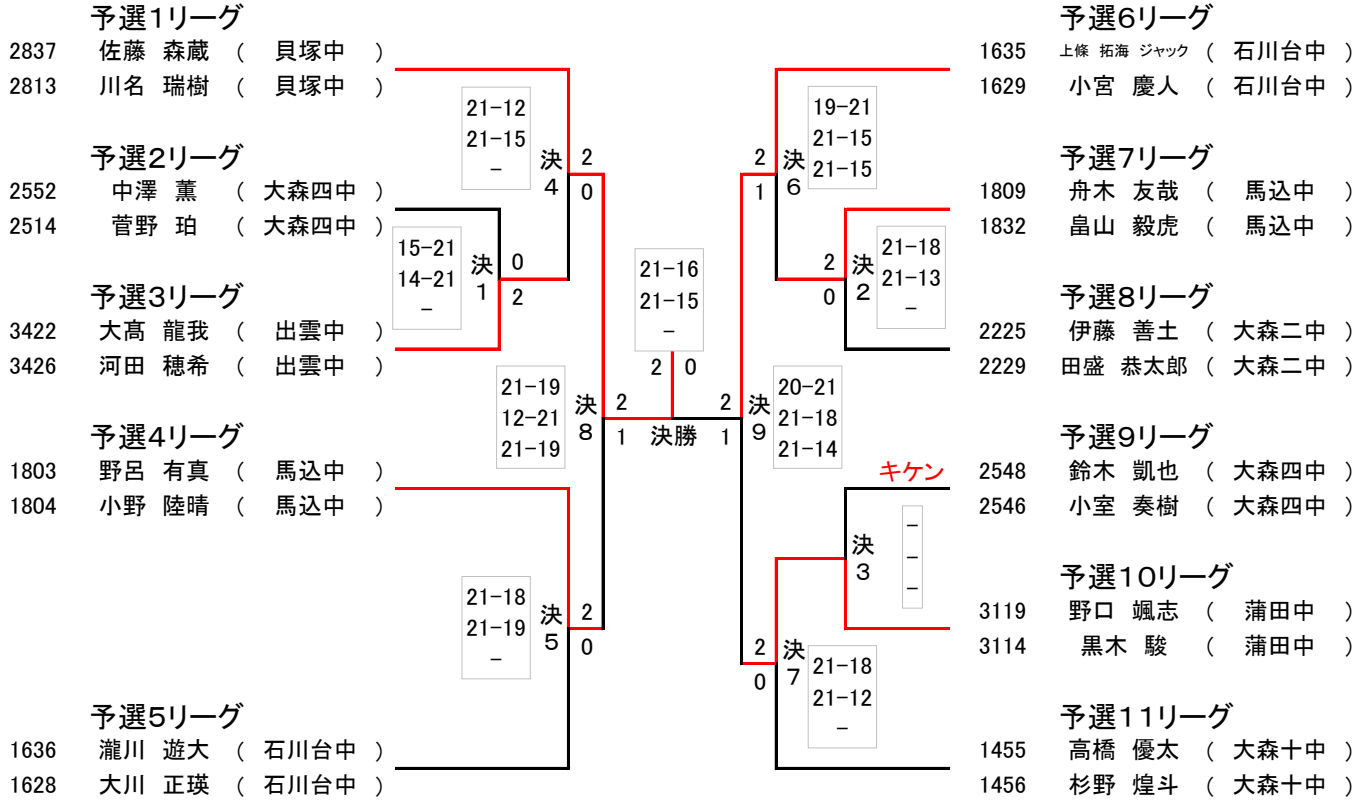 予選1リーグ
2837 佐藤 森蔵 ( 貝塚中 )
2813 川名 瑞樹 ( 貝塚中 )
予選2リーグ
2552 中澤 薫 ( 大森四中 )
2514 菅野 珀 ( 大森四中 )
予選3リーグ
3422 大髙 龍我 ( 出雲中 )
3426 河田 穂希 ( 出雲中 )
予選4リーグ
1803 野呂 有真 ( 馬込中 )
1804 小野 陸晴 ( 馬込中 )
予選5リーグ
1636 瀧川 遊大 ( 石川台中 )
1628 大川 正瑛 ( 石川台中 )
21-12
21-15
-
決4
2
0
15-21
14-21
-
決1
0
2
21-19
12-21
21-19
決8
2
1
21-18
21-19
-
決5
2
0
21-16
21-15
-
2 0
決勝
19-21
21-15
21-15
2
1
決6
21-18
21-13
-
2
0
決2
20-21
21-18
21-14
2
1
決9
キケン
-
-
-
決3
21-18
21-12
-
2
0
決7
予選6リーグ
1635 上條 拓海 ジャック ( 石川台中 )
1629 小宮 慶人 ( 石川台中 )
予選7リーグ
1809 舟木 友哉 ( 馬込中 )
1832 畠山 毅虎 ( 馬込中 )
予選8リーグ
2225 伊藤 善土 ( 大森二中 )
2229 田盛 恭太郎 ( 大森二中 )
予選9リーグ
2548 鈴木 凱也 ( 大森四中 )
2546 小室 奏樹 ( 大森四中 )
予選10リーグ
3119 野口 颯志 ( 蒲田中 )
3114 黒木 駿 ( 蒲田中 )
予選11リーグ
1455 高橋 優太 ( 大森十中 )
1456 杉野 煌斗 ( 大森十中 )